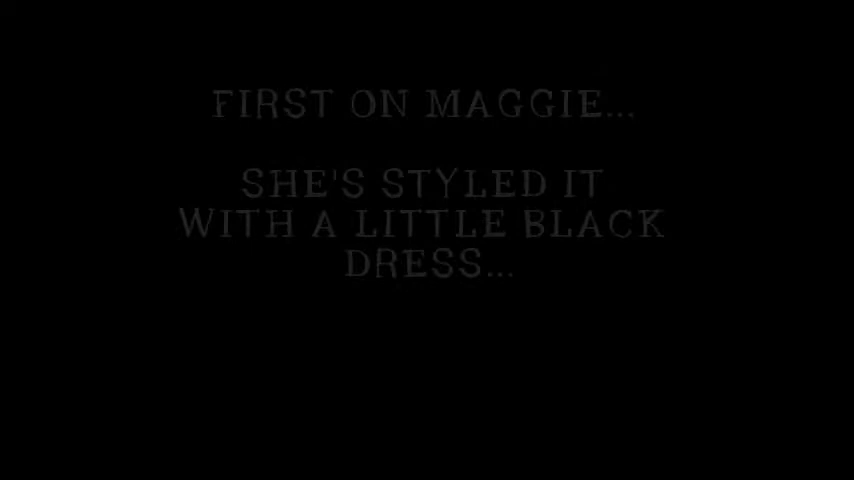 FIRST ON MAGGIE...
SHE'S STYLED IT
WITH A LITTLE BLACK
DRESS...